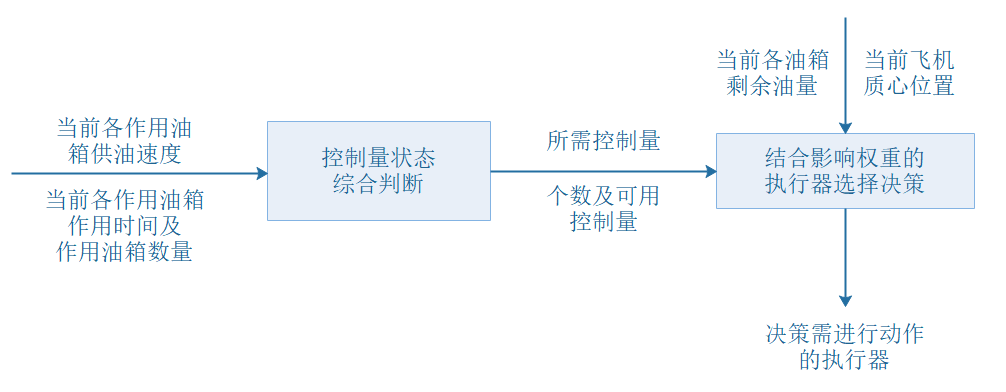 当前各作用油
箱供油速度
当前各作用油箱
作用时间及
作用油箱数量
控制量状态
综合判断
所需控制量
个数及可用
控制量
当前各油箱
剩余油量
当前飞机
质心位置
结合影响权重的
执行器选择决策
决策需进行动作
的执行器